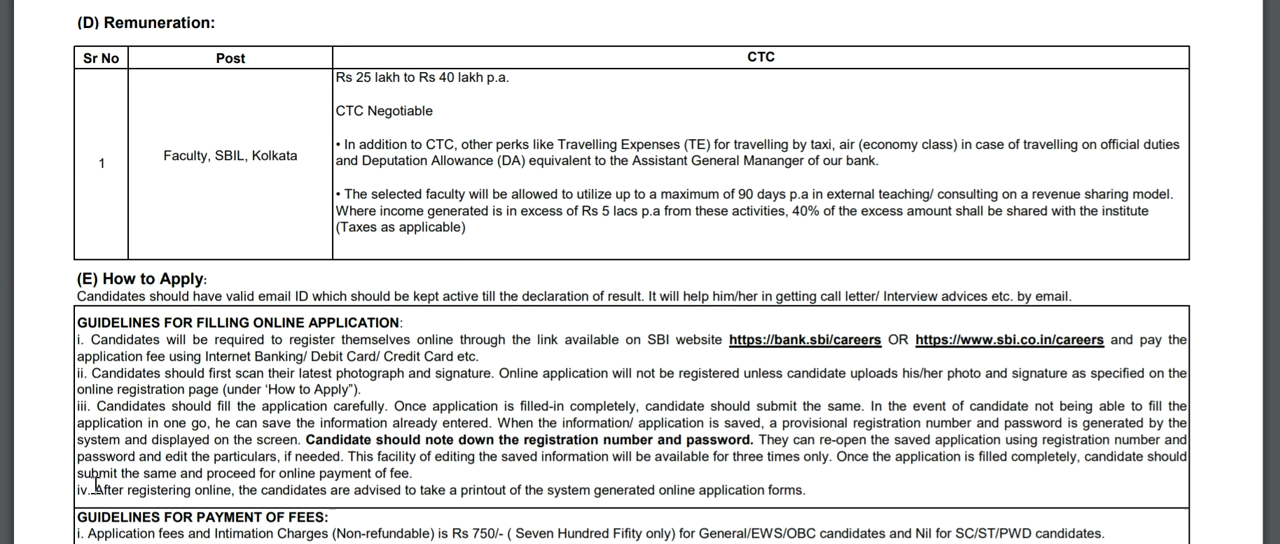 (D) Remuneration:
Sr No Post CTC
Rs 25 lakh to Rs 40 lakh p.a.
CTC Negotiable
1 Faculty, SBIL, Kolkata
• In addition to CTC, other perks like Travelling Expenses (TE) for travelling by taxi, air (economy class) in case of travelling on official duties
and Deputation Allowance (DA) equivalent to the Assistant General Mananger of our bank.
• The selected faculty will be allowed to utilize up to a maximum of 90 days p.a in external teaching/ consulting on a revenue sharing model.
Where income generated is in excess of Rs 5 lacs p.a from these activities, 40% of the excess amount shall be shared with the institute
(Taxes as applicable)
(E) How to Apply:
Candidates should have valid email ID which should be kept active till the declaration of result. It will help him/her in getting call letter/ Interview advices etc. by email.
GUIDELINES FOR FILLING ONLINE APPLICATION:
i. Candidates will be required to register themselves online through the link available on SBI website https://bank.sbi/careers OR https://www.sbi.co.in/careers and pay the
application fee using Internet Banking/ Debit Card/ Credit Card etc.
ii. Candidates should first scan their latest photograph and signature. Online application will not be registered unless candidate uploads his/her photo and signature as specified on the
online registration page (under ‘How to Apply”).
iii. Candidates should fill the application carefully. Once application is filled-in completely, candidate should submit the same. In the event of candidate not being able to fill the
application in one go, he can save the information already entered. When the information/ application is saved, a provisional registration number and password is generated by the
system and displayed on the screen. Candidate should note down the registration number and password. They can re-open the saved application using registration number and
password and edit the particulars, if needed. This facility of editing the saved information will be available for three times only. Once the application is filled completely, candidate should
submit the same and proceed for online payment of fee.
iv. After registering online, the candidates are advised to take a printout of the system generated online application forms.
GUIDELINES FOR PAYMENT OF FEES:
i. Application fees and Intimation Charges (Non-refundable) is Rs 750/- ( Seven Hundred Fifity only) for General/EWS/OBC candidates and Nil for SC/ST/PWD candidates.